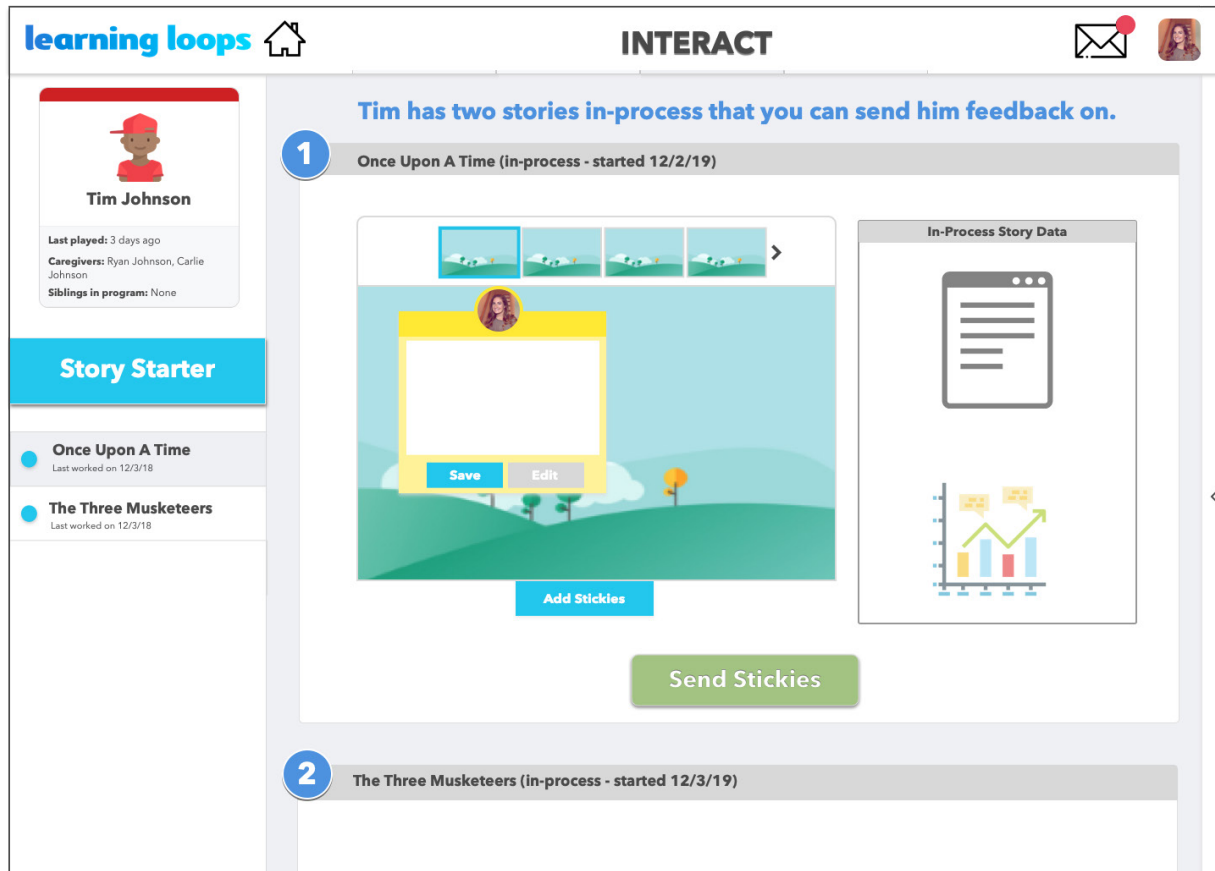 learning loops
INTERACT
Tim Johnson
Last played: 3 days ago
Caregivers: Ryan Johnson, Carlie
Johnson
Siblings in program: None
Story Starter
Once Upon A Time
Last worked on 12/3/18
The Three Musketeers
Last worked on 12/3/18
Tim has two stories in-process that you can send him feedback on.
1
Once Upon A Time (in-process - started 12/2/19)
Save
Edit
Add Stickies
In-Process Story Data
Send Stickies
2
The Three Musketeers (in-process - started 12/3/19)